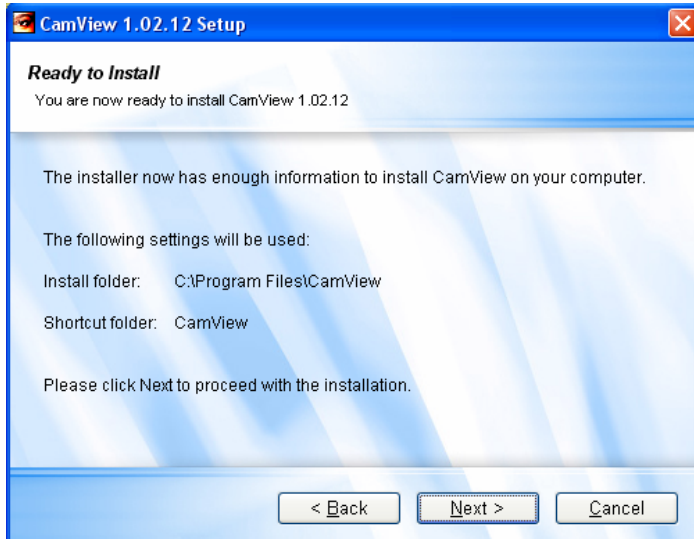 CamView 1.02.12 Setup
Ready to Install
You are now ready to install CamView 1.02.12
The installer now has enough information to install CamView on your computer.
The following settings will be used:
Install folder: C:\Program Files\CamView
Shortcut folder: CamView
Please click Next to proceed with the installation.
< Back Next > Cancel